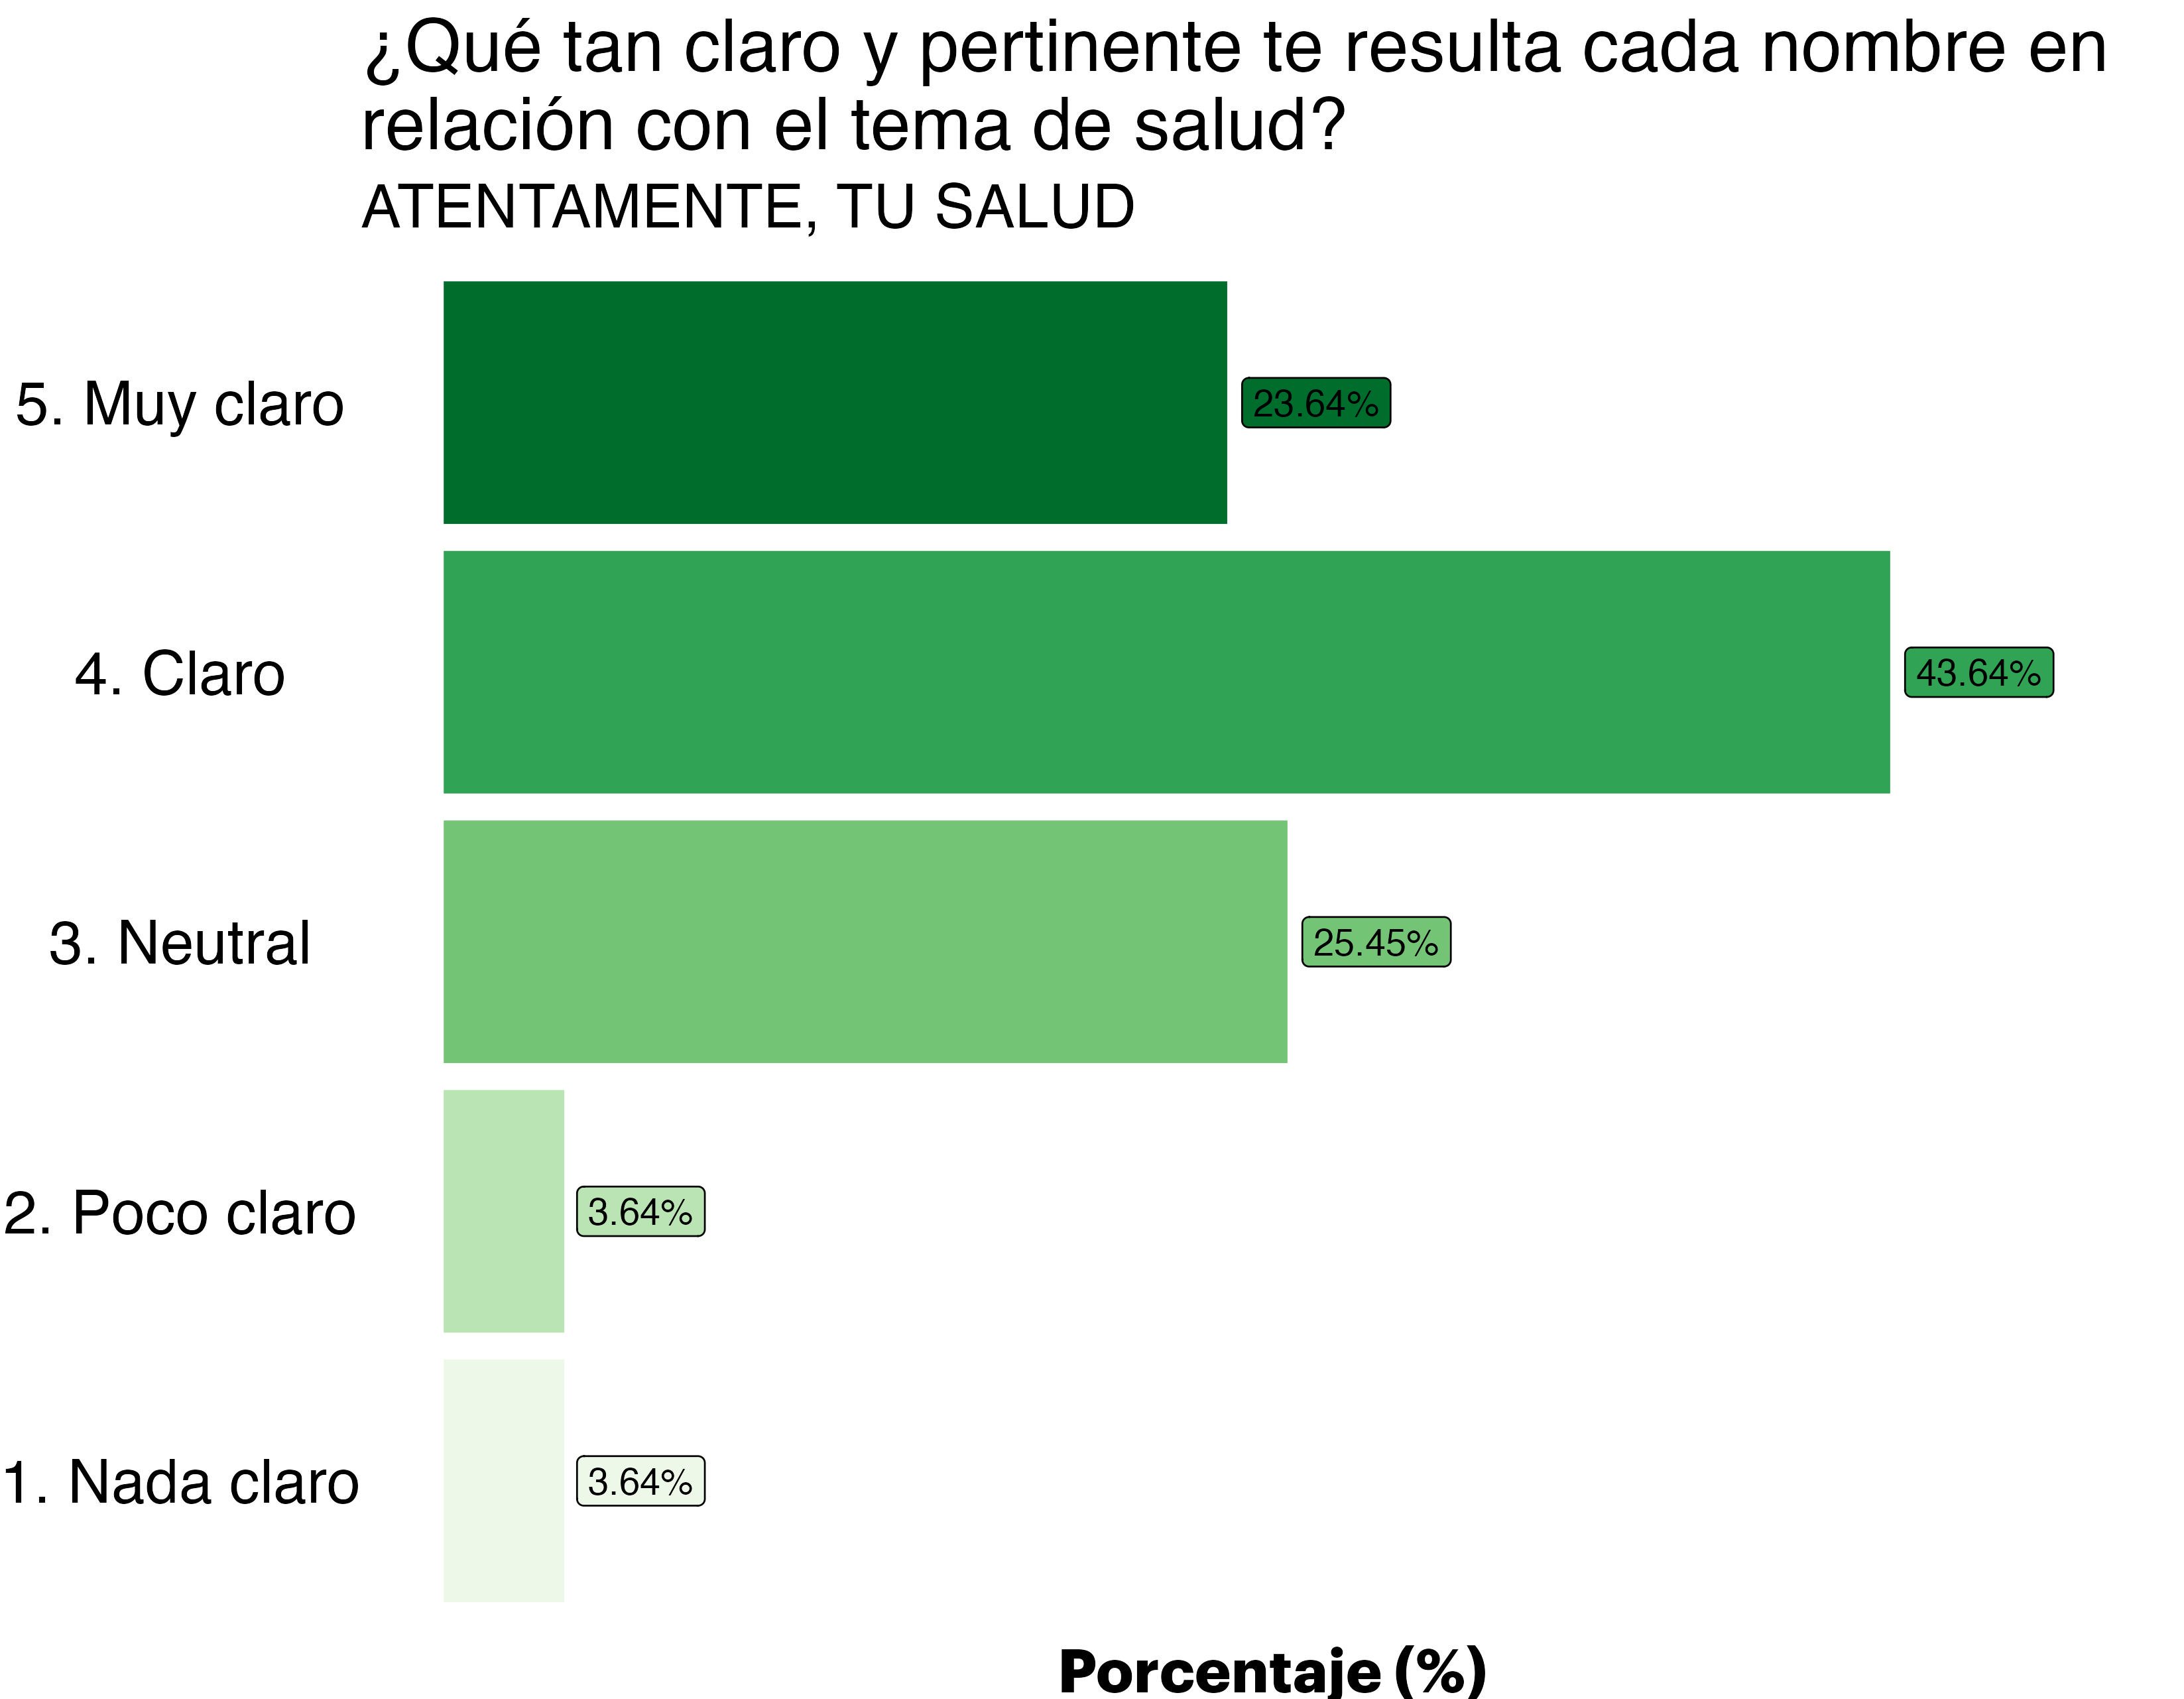 ¿Qué tan claro y pertinente te resulta cada nombre en
relación con el tema de salud?
ATENTAMENTE, TU SALUD
5. Muy claro
23.64%
4. Claro
43.64%
3. Neutral
25.45%
2. Poco claro
3.64%
1. Nada claro
3.64%
Porcentaje (%)